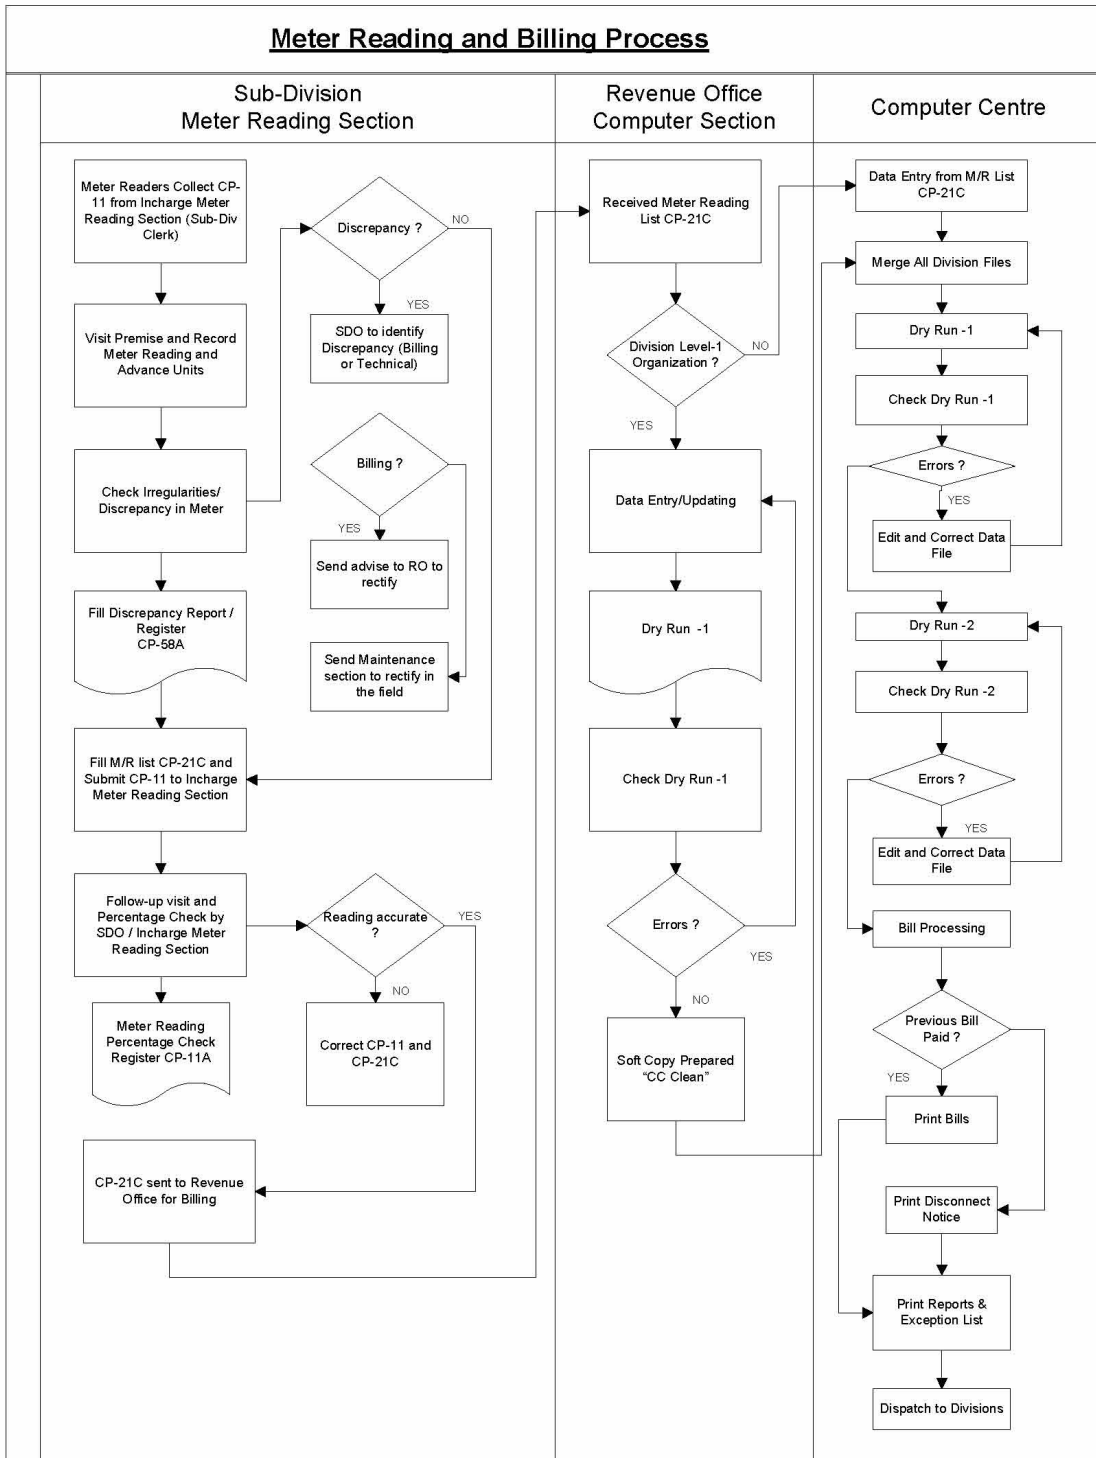 Meter Reading and Billing Process
Sub-Division
Meter Reading Section
Revenue Office
Computer Section
Computer Centre
Meter Readers Collect CP-
11 from Incharge Meter
Reading Section (Sub-Div
Clerk)
Visit Premise and Record
Meter Reading and
Advance Units
Check Irregularities/
Discrepancy in Meter
Fill Discrepancy Report /
Register
CP-58A
Fill M/R list CP-21C and
Submit CP-11 to Incharge
Meter Reading Section
Follow-up visit and
Percentage Check by
SDO / Incharge Meter
Reading Section
Meter Reading
Percentage Check
Register CP-11A
CP-21C sent to Revenue
Office for Billing
Discrepancy ?
NO
YES
SDO to identify
Discrepancy (Billing
or Technical)
Billing ?
YES
Send advise to RO to
rectify
Send Maintenance
section to rectify in
the field
Reading accurate
?
YES
NO
Correct CP-11 and
CP-21C
Received Meter Reading
List CP-21C
Division Level-1
Organization ?
NO
YES
Data Entry/Updating
Dry Run -1
Check Dry Run -1
Errors ?
YES
NO
Soft Copy Prepared
“CC Clean”
Data Entry from M/R List
CP-21C
Merge All Division Files
Dry Run -1
Check Dry Run -1
Errors ?
YES
Edit and Correct Data
File
Dry Run -2
Check Dry Run -2
Errors ?
YES
Edit and Correct Data
File
Bill Processing
Previous Bill
Paid ?
YES
Print Bills
Print Disconnect
Notice
Print Reports &
Exception List
Dispatch to Divisions